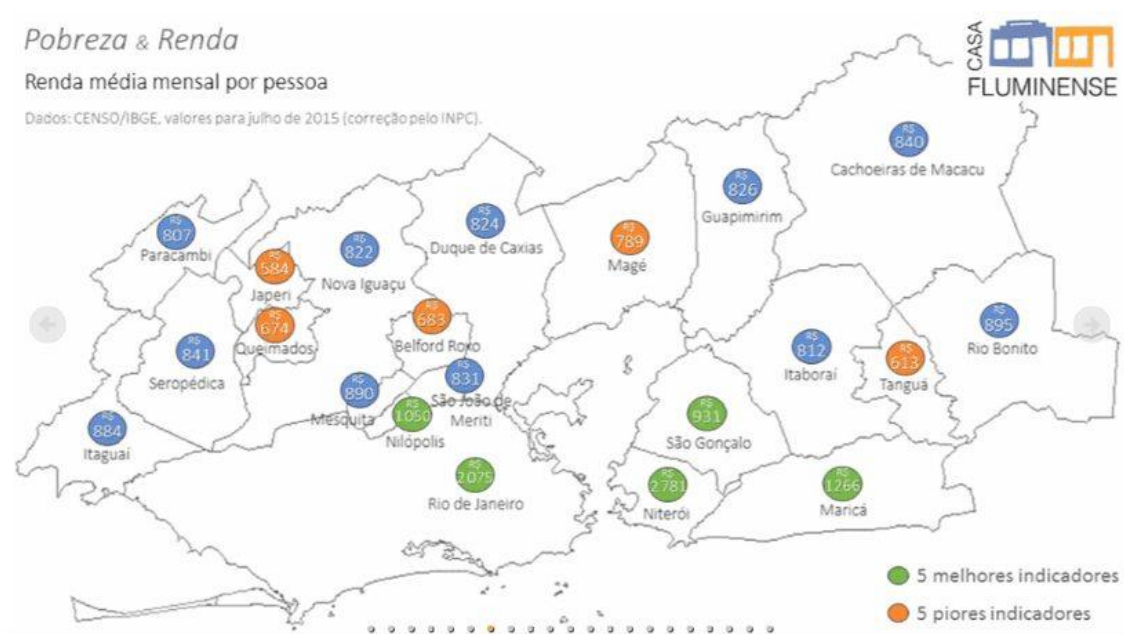 Pobreza & Renda
Renda média mensal por pessoa
Dados: CENSO/IBGE, valores para julho de 2015 (correção pelo INPC).
CASA
FLUMINENSE
R$
840
Cachoeiras de Macacu
R$
826
Guapimirim
R$
824
Duque de Caxias
R$
789
Magé
R$
807
Paracambi
R$
822
Nova Iguaçu
R$
584
Japeri
R$
674
Queimados
R$
683
Belford Roxo
R$
841
Seropédica
R$
890
Mesquita
R$
831
São João de
Meriti
R$
1050
Nilópolis
R$
884
Itaguaí
R$
2075
Rio de Janeiro
R$
812
Itaboraí
R$
613
Tanguá
R$
895
Rio Bonito
R$
931
São Gonçalo
R$
2781
Niterói
R$
1266
Maricá
5 melhores indicadores
5 piores indicadores